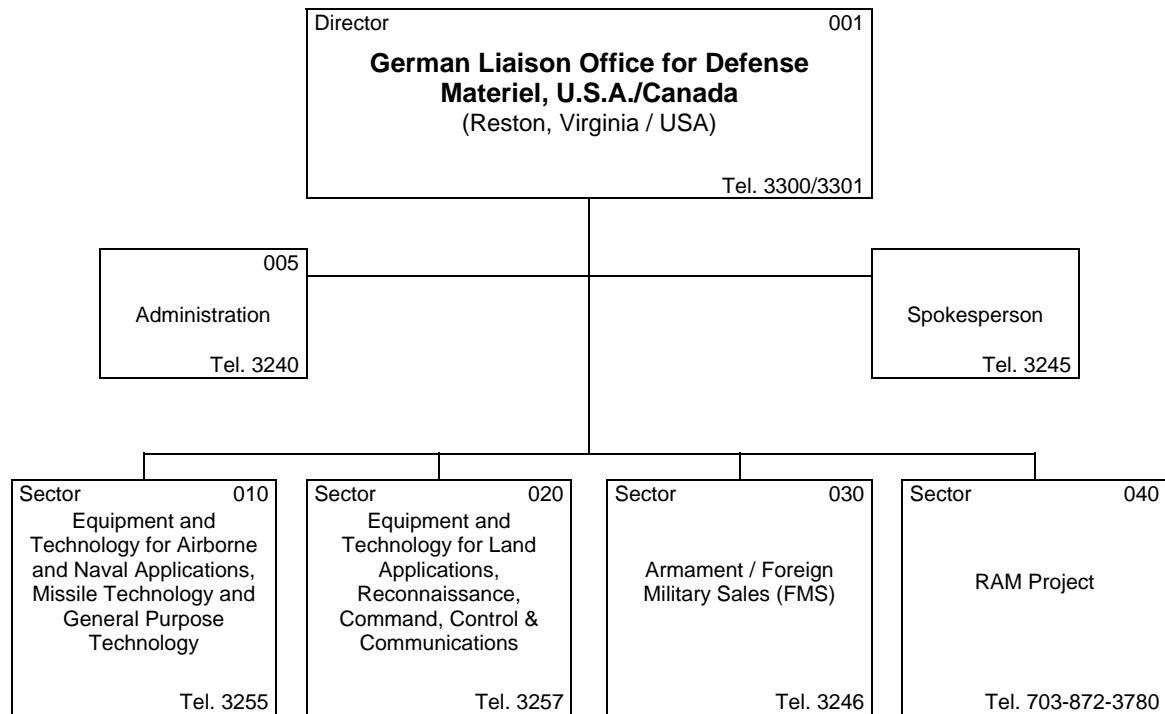 Director 001
German Liaison Office for Defense
Materiel, U.S.A./Canada
(Reston, Virginia / USA)
Tel. 3300/3301
005
Administration
Tel. 3240
Spokesperson
Tel. 3245
Sector 010
Equipment and
Technology for Airborne
and Naval Applications,
Missile Technology and
General Purpose
Technology
Tel. 3255
Sector 020
Equipment and
Technology for Land
Applications,
Reconnaissance,
Command, Control &
Communications
Tel. 3257
Sector 030
Armament / Foreign
Military Sales (FMS)
Tel. 3246
Sector 040
RAM Project
Tel. 703-872-3780